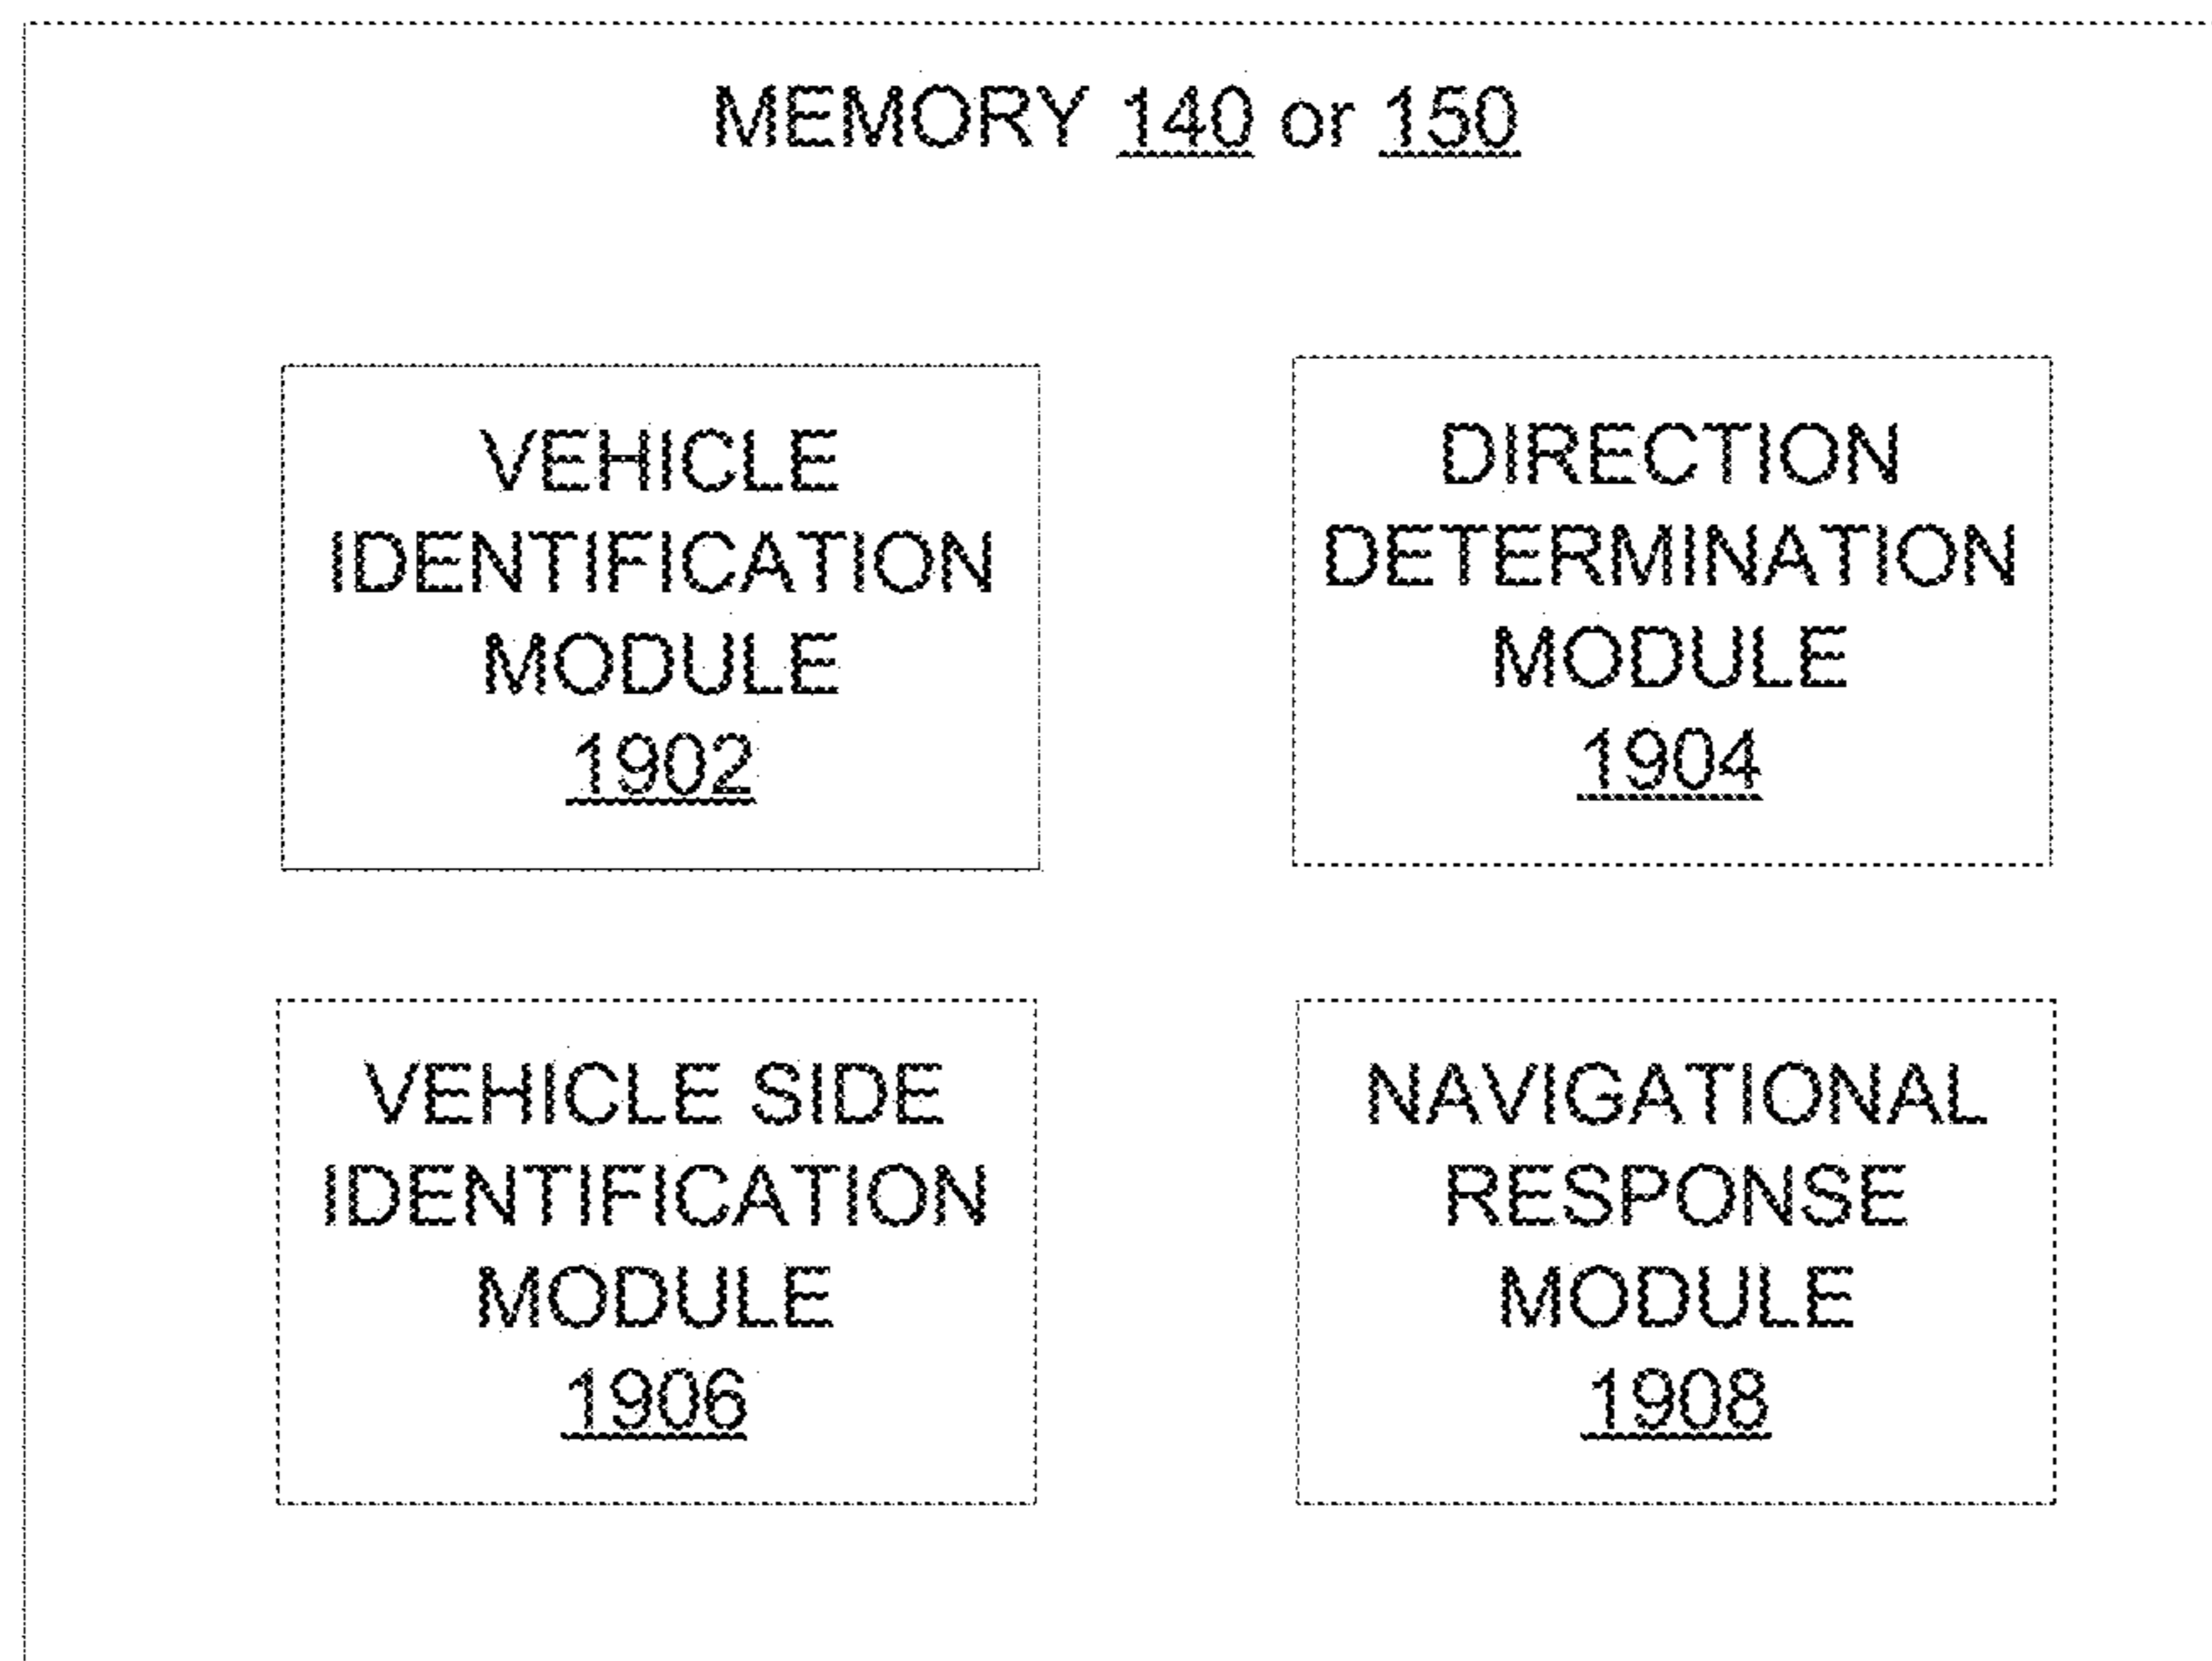 MEMORY 140 or 150
VEHICLE
IDENTIFICATION
MODULE
1902
DIRECTION
DETERMINATION
MODULE
1904
VEHICLE SIDE
IDENTIFICATION
MODULE
1906
NAVIGATIONAL
RESPONSE
MODULE
1908